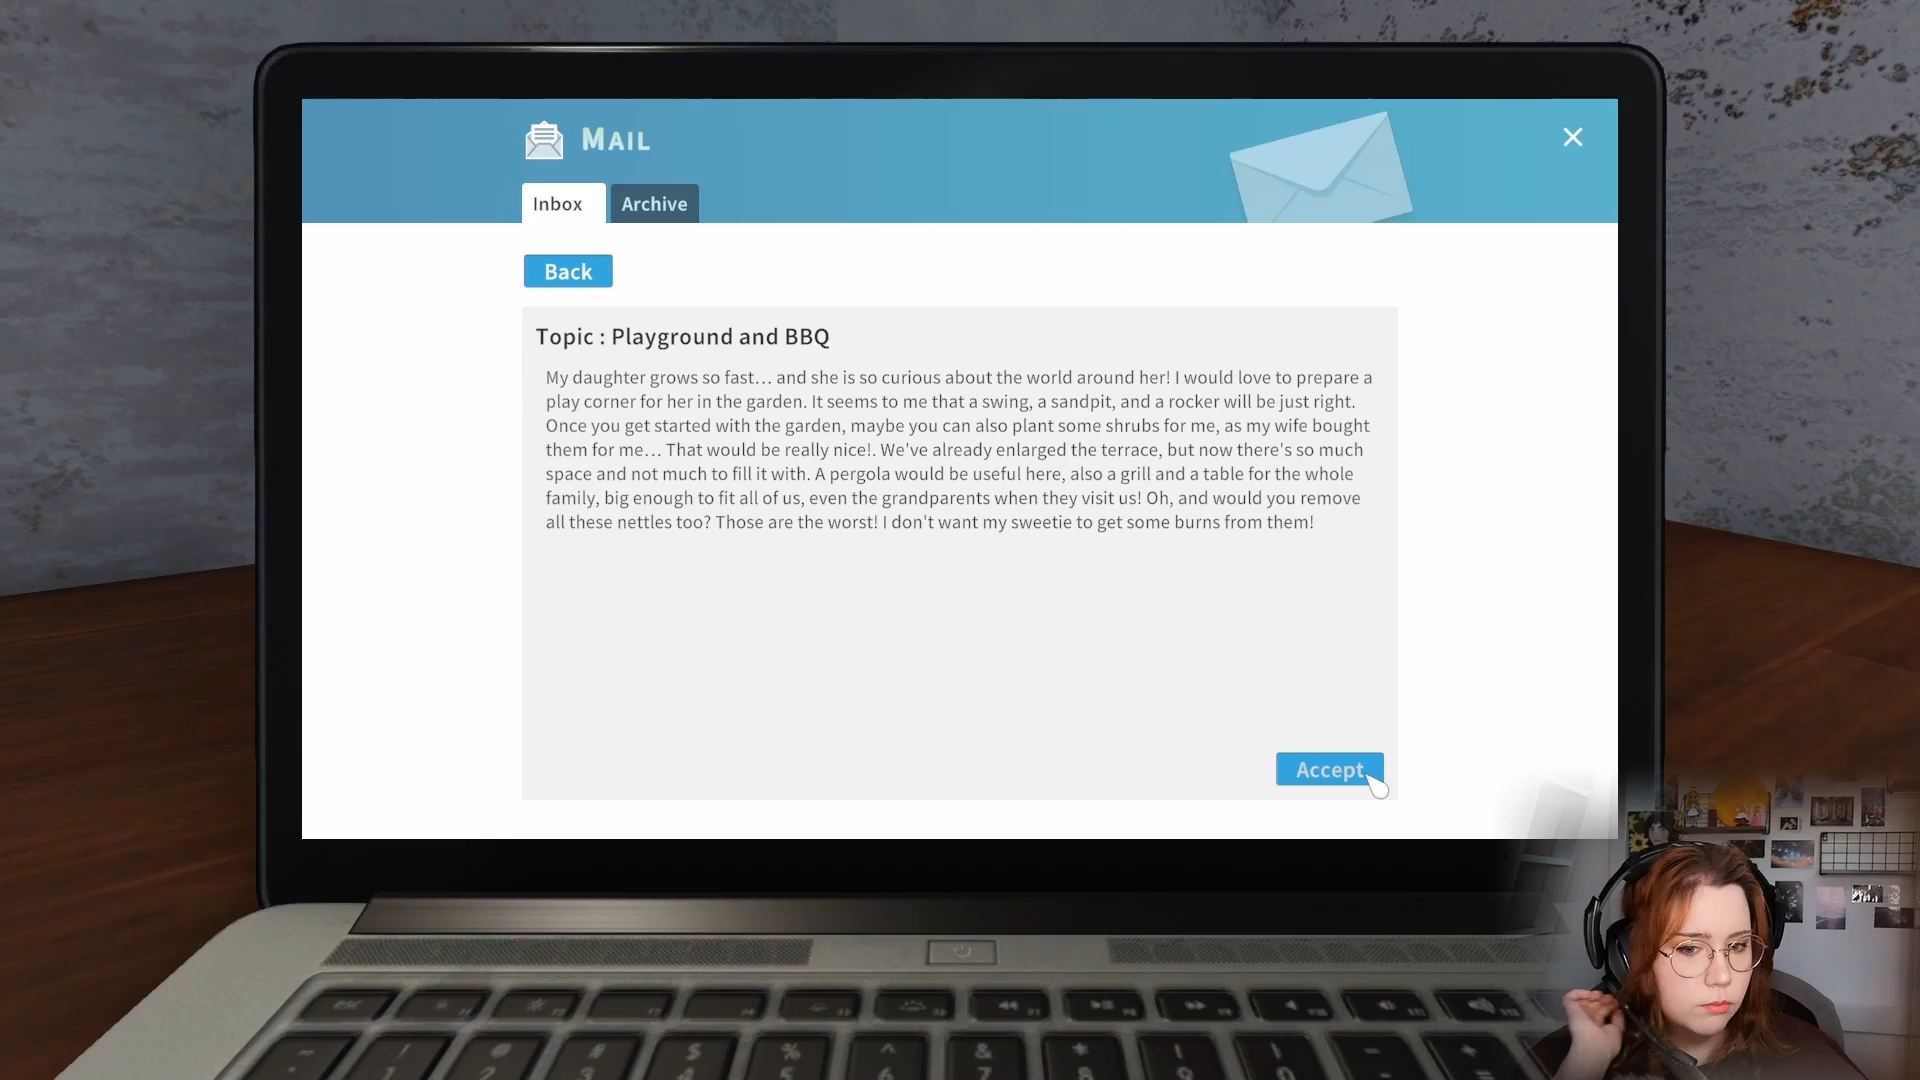 MAIL
Inbox
Archive
Back
Topic : Playground and BBQ
My daughter grows so fast... and she is so curious about the world around her! I would love to prepare a
play corner for her in the garden. It seems to me that a swing, a sandpit, and a rocker will be just right.
Once you get started with the garden, maybe you can also plant some shrubs for me, as my wife bought
them for me... That would be really nice!. We've already enlarged the terrace, but now there's so much
space and not much to fill it with. A pergola would be useful here, also a grill and a table for the whole
family, big enough to fit all of us, even the grandparents when they visit us! Oh, and would you remove
all these nettles too? Those are the worst! I don't want my sweetie to get some burns from them!
Accept
esc